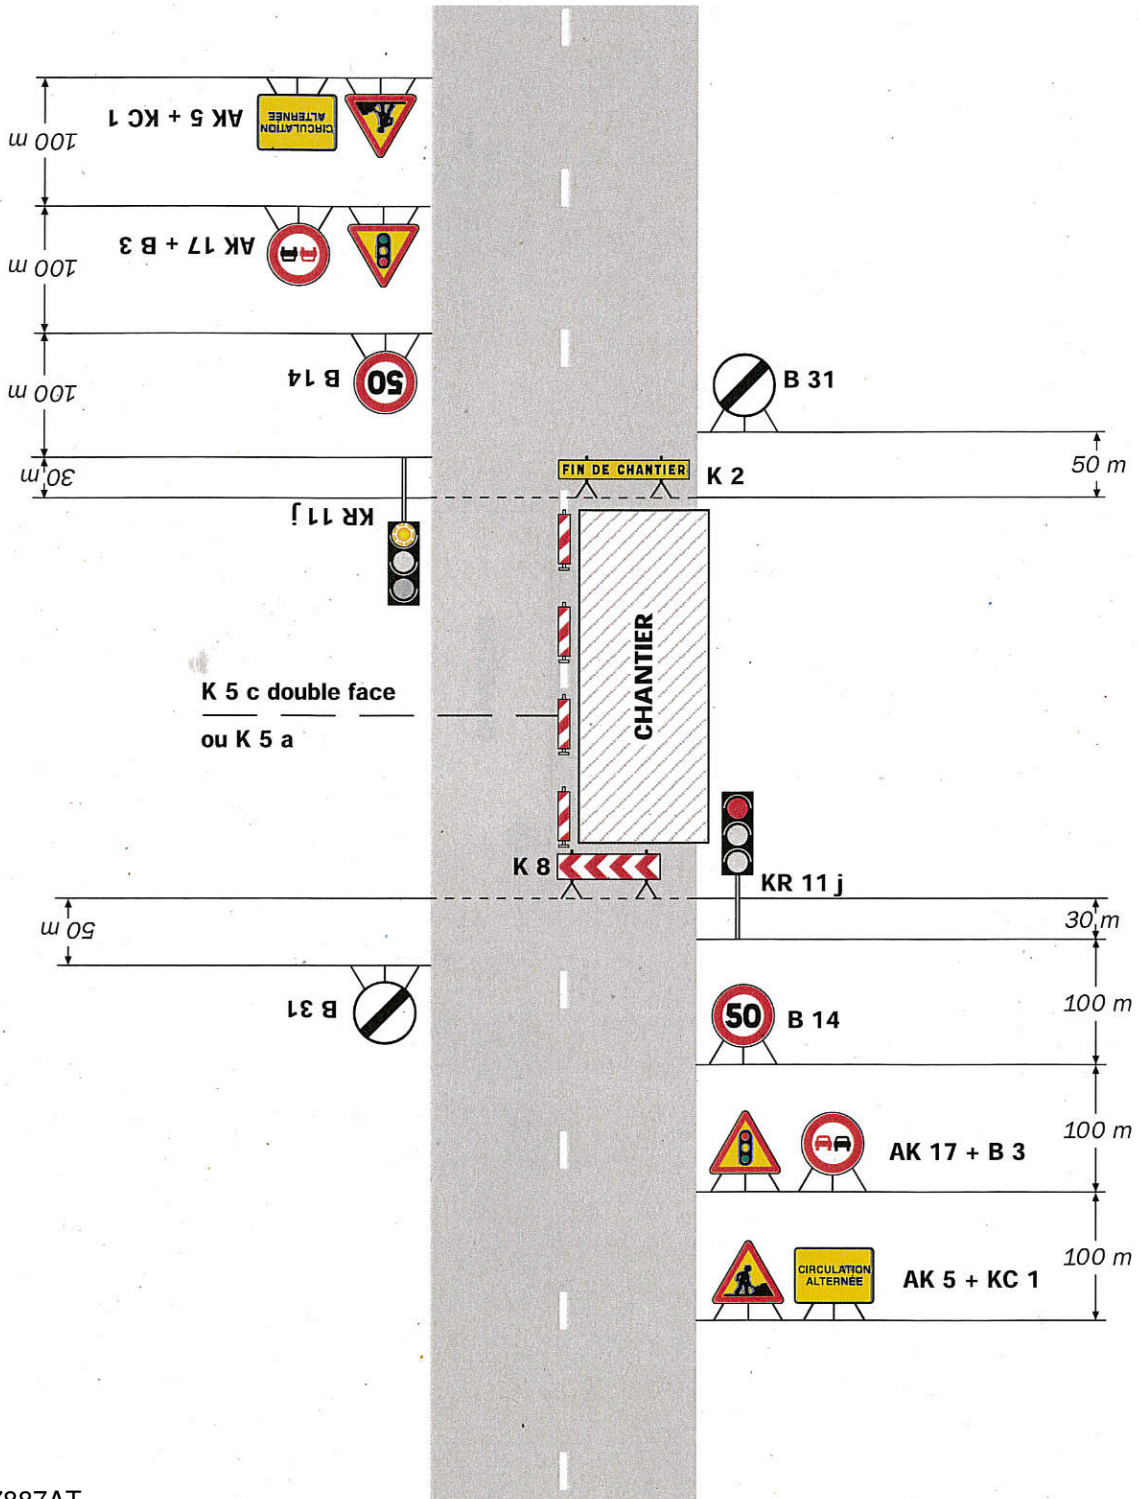 100 m
AK 5 + KC 1
CIRCULATION
ALTERNÉE
100 m
AK 17 + B 3
100 m
B 14
50
B 31
30 m
KR 11 j
FIN DE CHANTIER
K 2
50 m
CHANTIER
K 5 c double face
ou K 5 a
K 8
KR 11 j
50 m
30 m
B 31
50
B 14
100 m
AK 17 + B 3
100 m
CIRCULATION
ALTERNÉE
AK 5 + KC 1
100 m